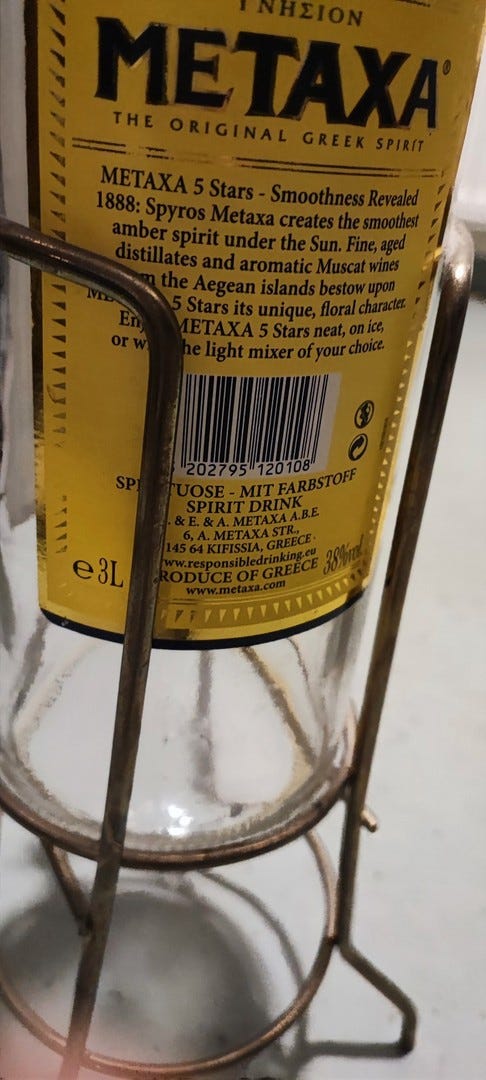 ΓΝΗΣΙΟΝ
METAXA®
THE ORIGINAL GREEK SPIRIT
METAXA 5 Stars - Smoothness Revealed
1888: Spyros Metaxa creates the smoothest
amber spirit under the Sun. Fine, aged
distillates and aromatic Muscat wines
the Aegean islands bestow upon
5 Stars its unique, floral character.
METAXA 5 Stars neat, on ice,
or the light mixer of your choice.
202795 120108
- MIT FARBSTOFF
SPIRIT DRINK
. & E. & A. METAXA A.B.E.
6, A. METAXA STR.,
145 64 KIFISSIA, GREECE
www.responsibledrinking.eu
e 3L
PRODUCE OF GREECE 38%vol.
www.metaxa.com